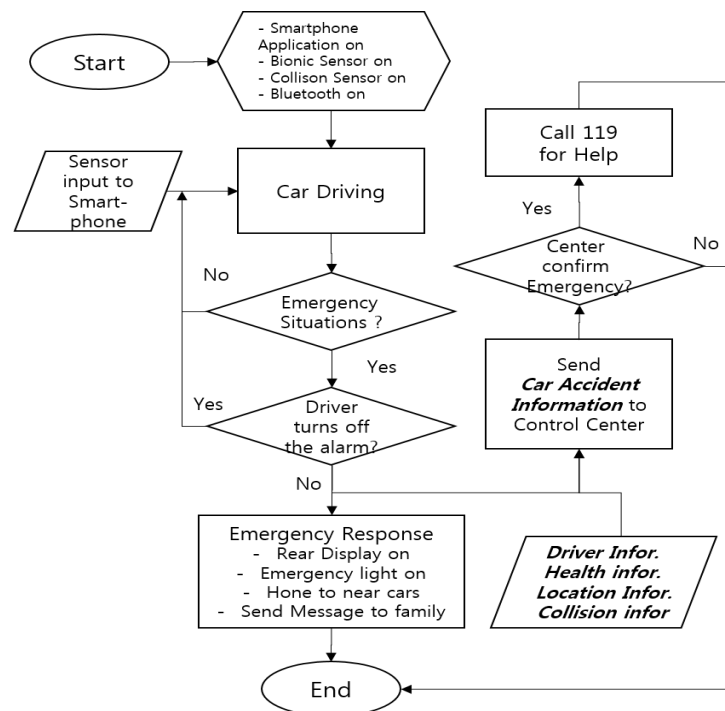 Start
- Smartphone
Application on
- Bionic Sensor on
- Collison Sensor on
- Bluetooth on
Sensor
input to
Smart-
phone
Car Driving
No
Emergency
Situations ?
Yes
Yes
Driver
turns off
the alarm?
No
Emergency Response
- Rear Display on
- Emergency light on
- Hone to near cars
- Send Message to family
End
Call 119
for Help
Yes
No
Center
confirm
Emergency?
Send
Car Accident
Information to
Control Center
Driver Infor.
Health infor.
Location Infor.
Collision infor